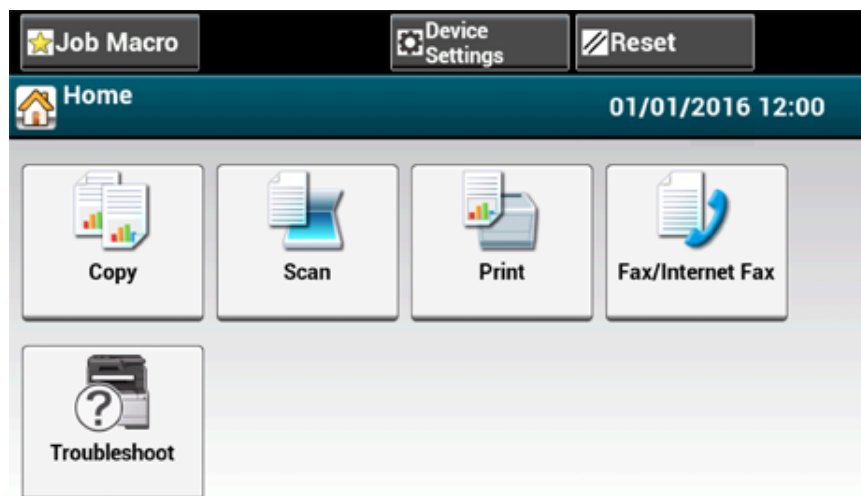 Job Macro
Device
Settings
Reset
Home
01/01/2016 12:00
Copy
Scan
Print
Fax/Internet Fax
Troubleshoot